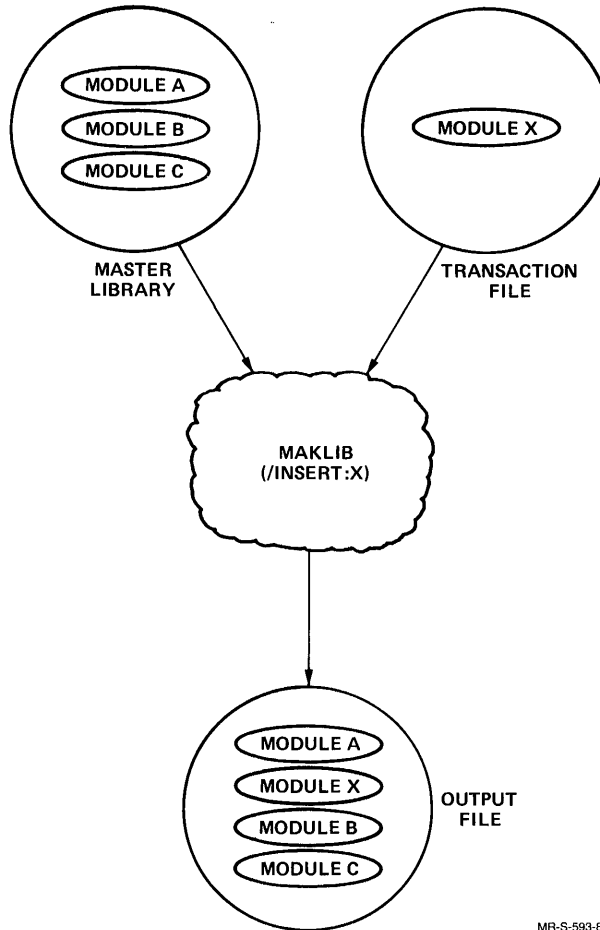 MODULE A
MODULE B
MODULE C
MODULE X
MASTER
LIBRARY
TRANSACTION
FILE
MAKLIB
(/INSERT:X)
MODULE A
MODULE X
MODULE B
MODULE C
OUTPUT
FILE